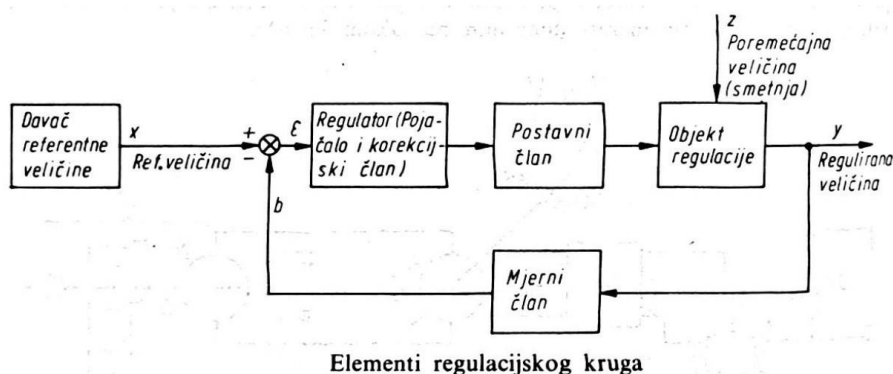 z
Poremećajna
veličina
(smetnja)
Davač
referentne
veličine
x
Ref.veličina
+
−
ε
Regulator(Poja-
čalo i korekcij-
ski član)
Postavni
član
Objekt
regulacije
y
Regulirana
veličina
b
Mjerni
član
Elementi regulacijskog kruga